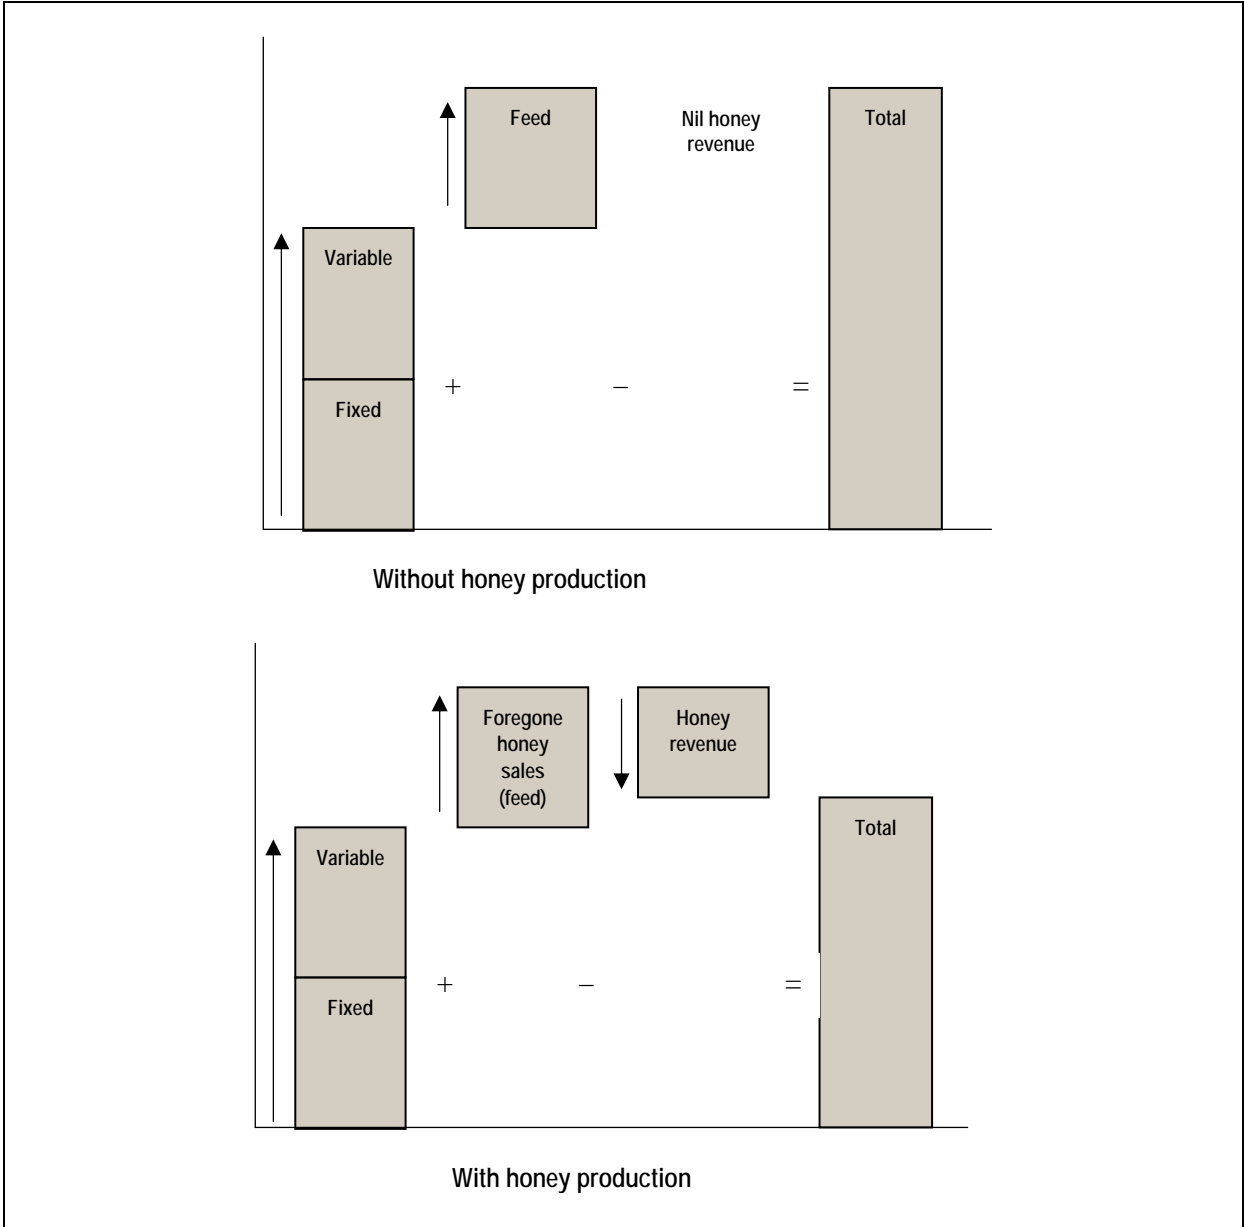 Feed
Nil honey
revenue
Total
Variable
Fixed
+
–
=
Without honey production
Foregone
honey
sales
(feed)
Honey
revenue
Total
Variable
Fixed
+
–
=
With honey production